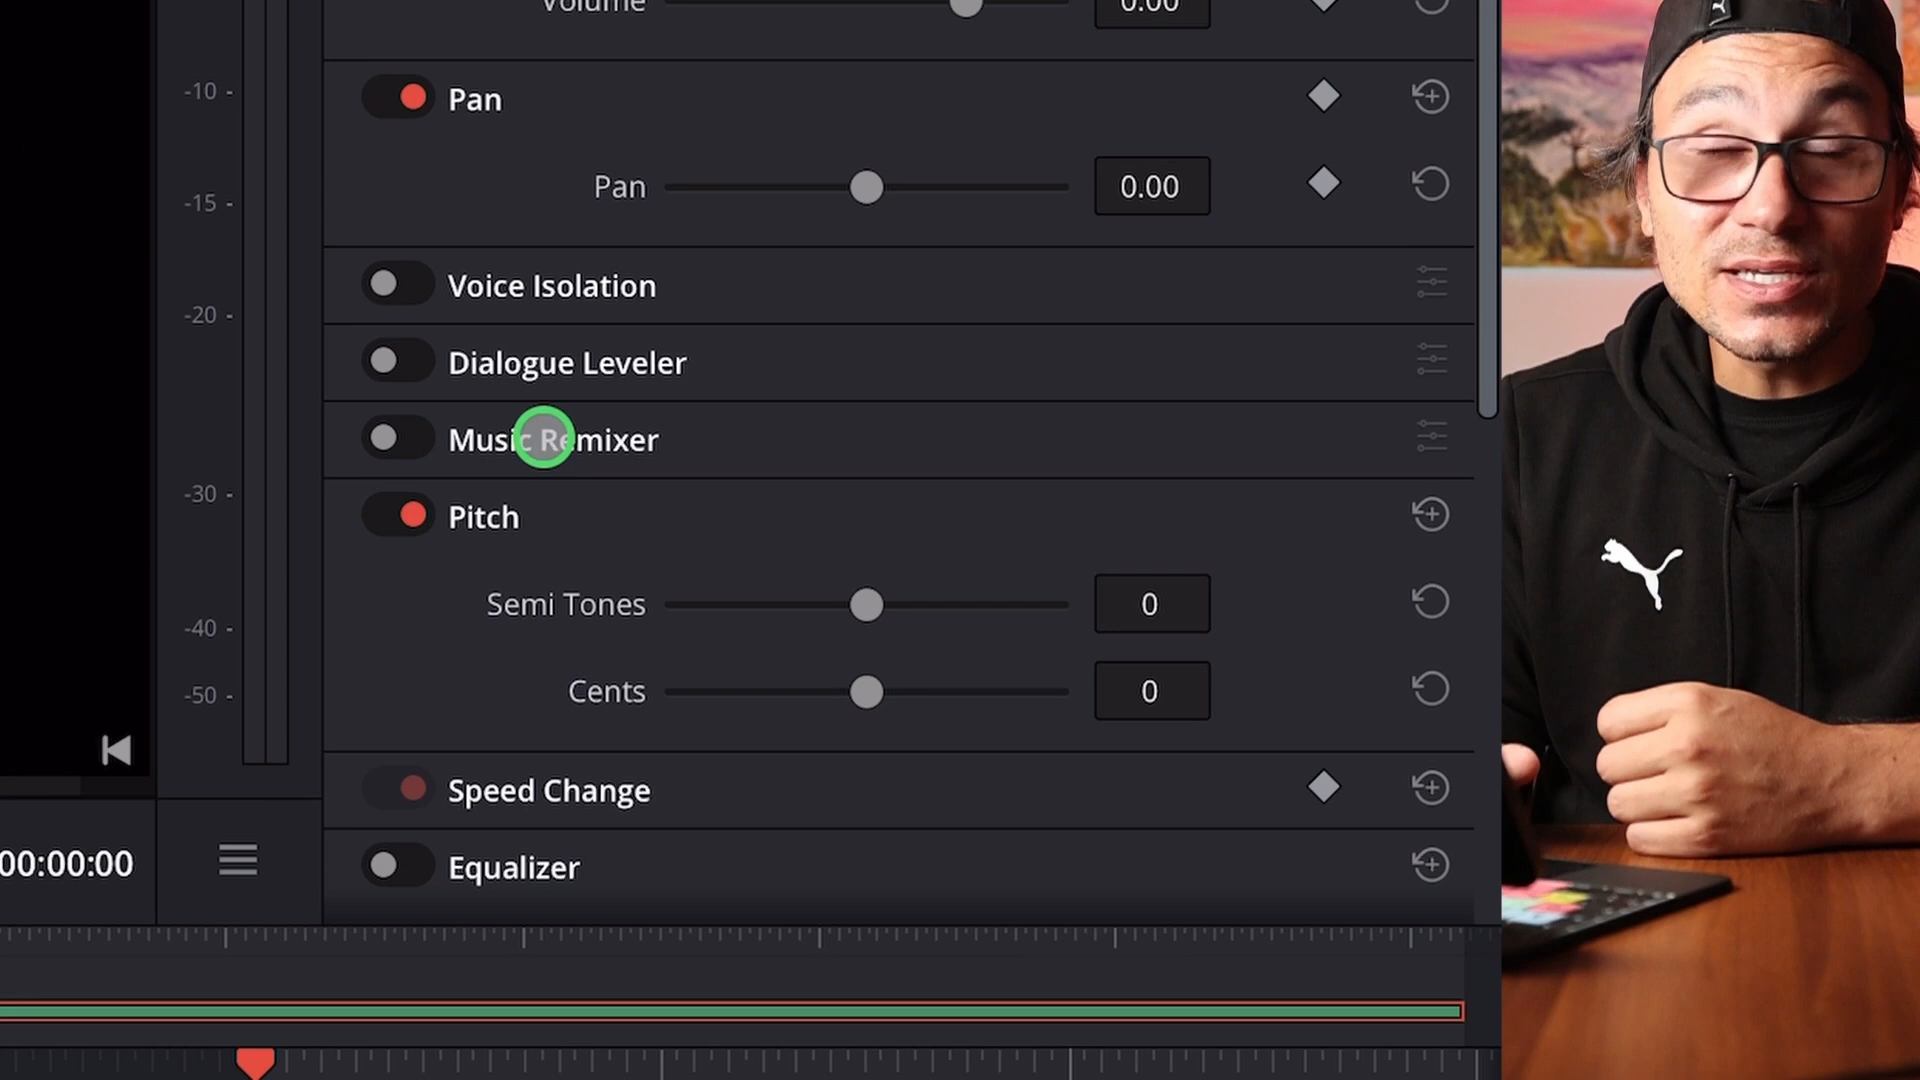 Volume 0.00
-10 -
Pan
Pan 0.00
-15 -
Voice Isolation
-20 -
Dialogue Leveler
Music Remixer
-30 -
Pitch
Semi Tones 0
-40 -
Cents 0
-50 -
Speed Change
00:00:00
Equalizer